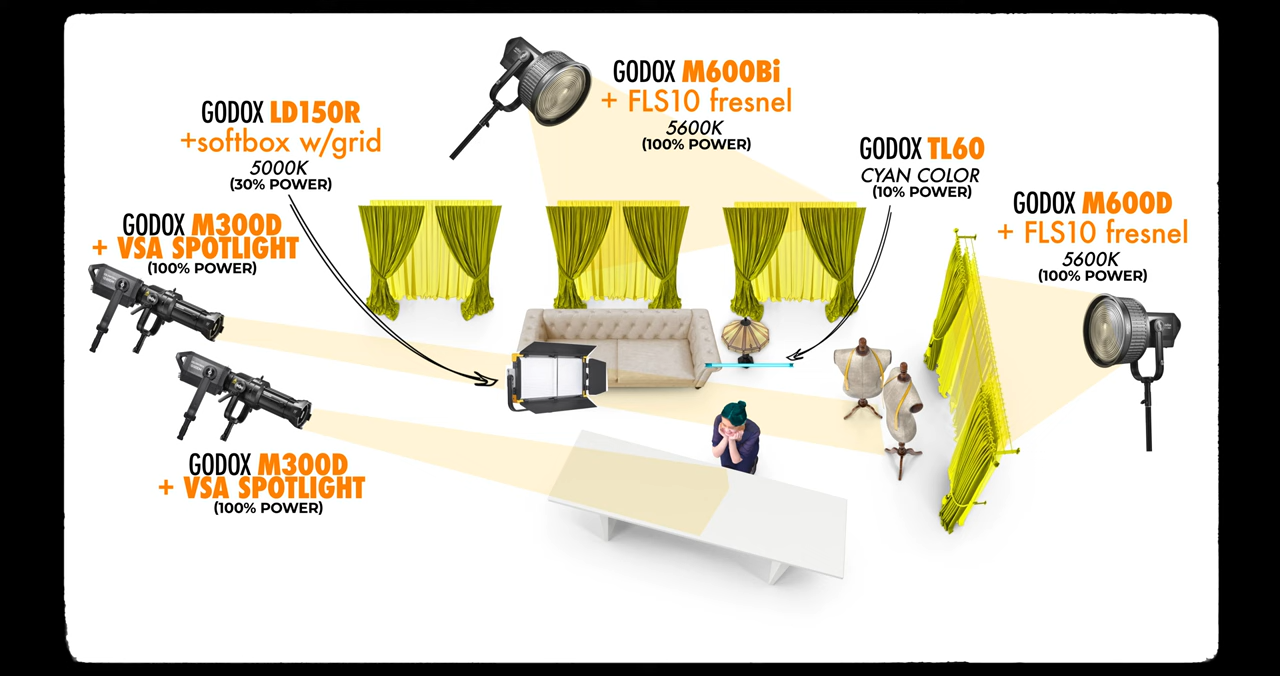 GODOX M600Bi
+ FLS10 fresnel
5600K
(100% POWER)
GODOX LD150R
+softbox w/grid
5000K
(30% POWER)
GODOX TL60
CYAN COLOR
(10% POWER)
GODOX M600D
+ FLS10 fresnel
5600K
(100% POWER)
GODOX M300D
+ VSA SPOTLIGHT
(100% POWER)
GODOX M300D
+ VSA SPOTLIGHT
(100% POWER)